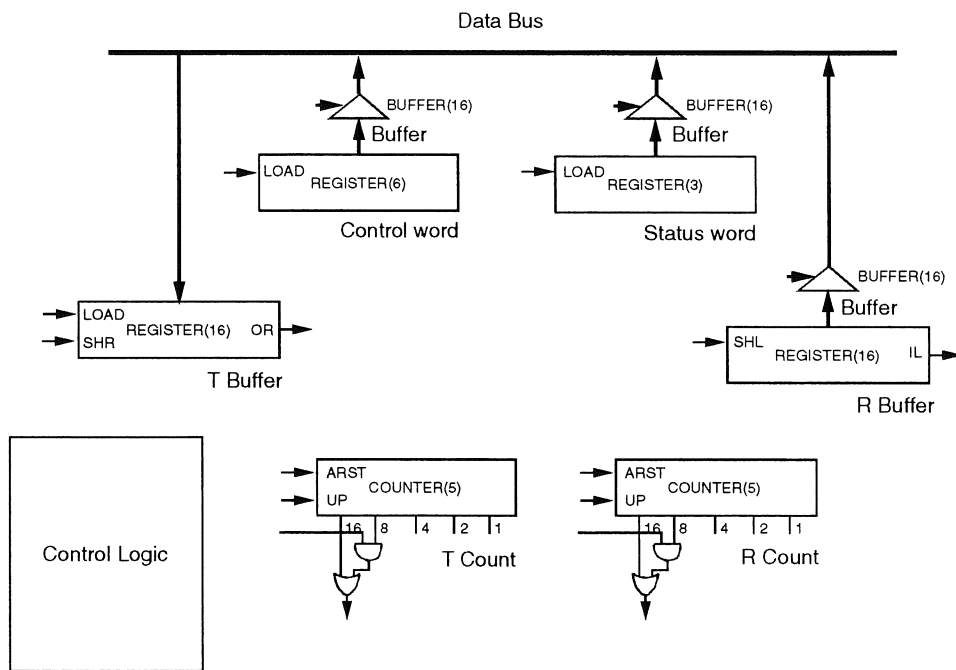 Data Bus
BUFFER(16)
Buffer
LOAD
REGISTER(6)
Control word
BUFFER(16)
Buffer
LOAD
REGISTER(3)
Status word
BUFFER(16)
Buffer
LOAD
SHR
REGISTER(16)
OR
T Buffer
SHL
REGISTER(16)
IL
R Buffer
Control Logic
ARST
UP
COUNTER(5)
16 8 4 2 1
T Count
ARST
UP
COUNTER(5)
16 8 4 2 1
R Count